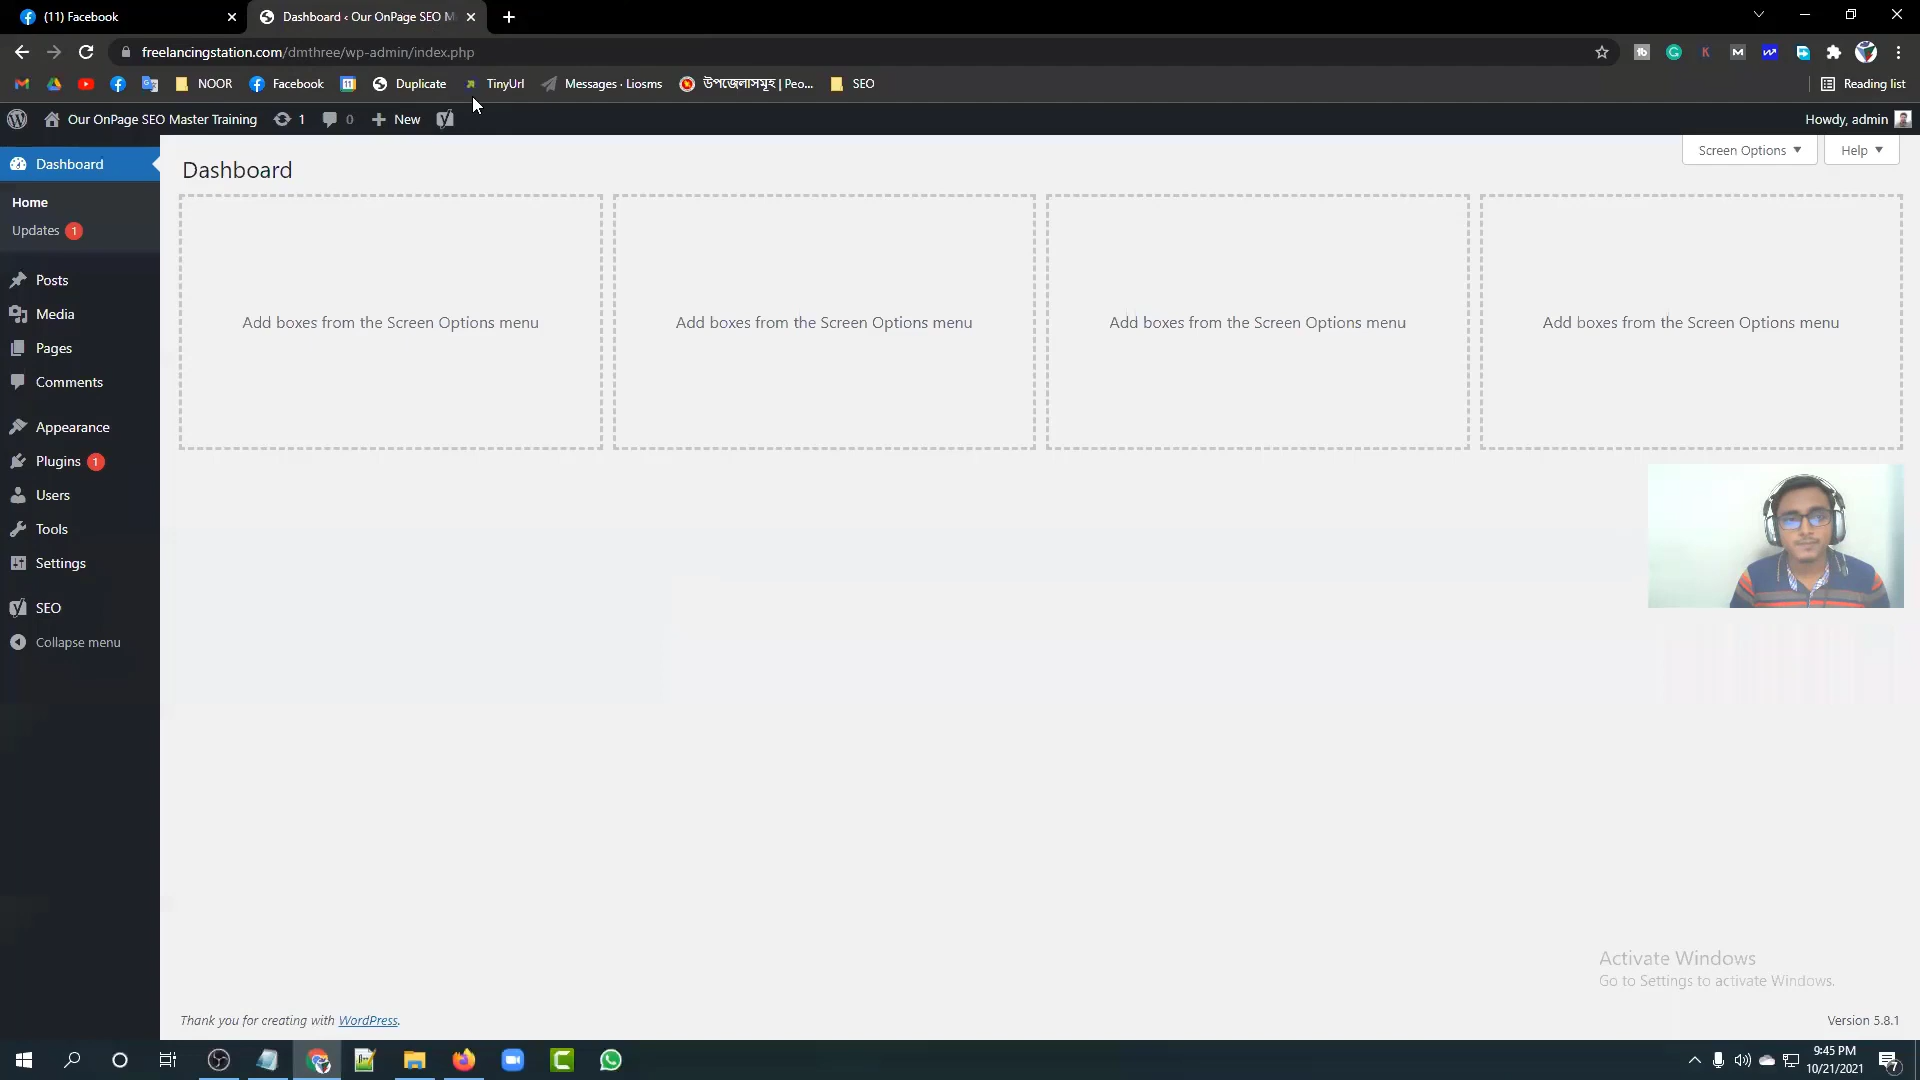 (11) Facebook
Dashboard ‹ Our OnPage SEO M
freelancingstation.com/dmthree/wp-admin/index.php
NOOR
Facebook
Duplicate
TinyUrl
Messages · Liosms
উপজেলাসমূহ | Peo...
SEO
Reading list
Our OnPage SEO Master Training
1
0
New
Howdy, admin
Dashboard
Home
Updates 1
Posts
Media
Pages
Comments
Appearance
Plugins 1
Users
Tools
Settings
SEO
Collapse menu
Dashboard
Screen Options
Help
Add boxes from the Screen Options menu
Add boxes from the Screen Options menu
Add boxes from the Screen Options menu
Add boxes from the Screen Options menu
Activate Windows
Go to Settings to activate Windows.
Thank you for creating with WordPress.
Version 5.8.1
9:45 PM
10/21/2021
7